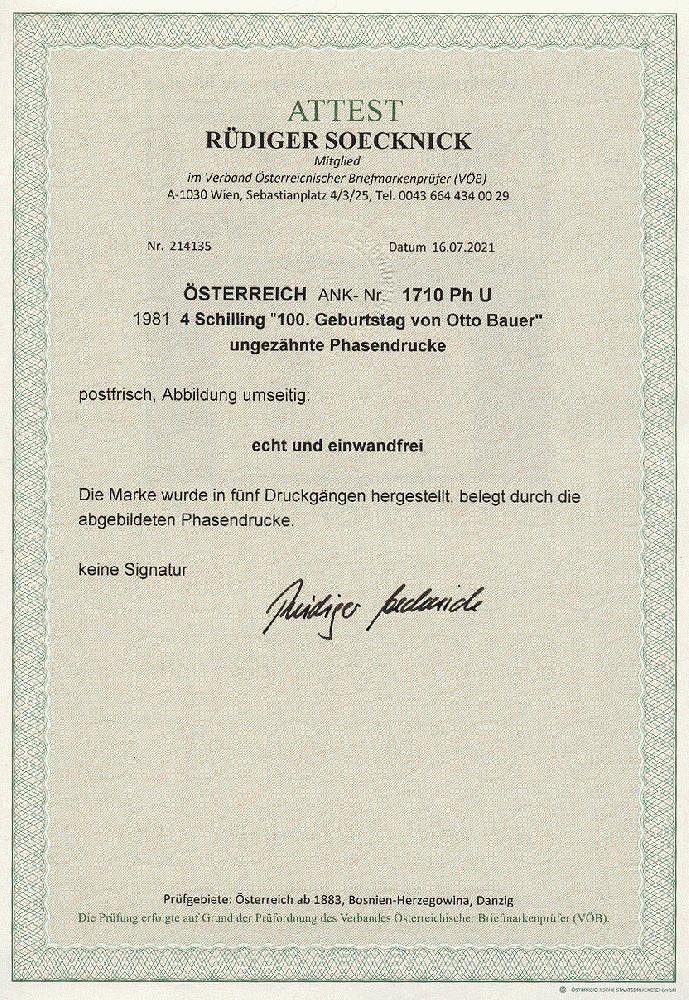 ATTEST
RÜDIGER SOECKNICK
Mitglied
im Verband Österreichischer Briefmarkenprüfer (VÖB)
A-1030 Wien, Sebastianplatz 4/3/25, Tel. 0043 664 434 00 29
Nr. 214135 Datum 16.07.2021
ÖSTERREICH ANK- Nr. 1710 Ph U
1981 4 Schilling "100. Geburtstag von Otto Bauer"
ungezähnte Phasendrucke
postfrisch, Abbildung umseitig:
echt und einwandfrei
Die Marke wurde in fünf Druckgängen hergestellt, belegt durch die
abgebildeten Phasendrucke.
keine Signatur
Rüdiger Soecknick
Prüfgebiete: Österreich ab 1883, Bosnien-Herzegowina, Danzig
Die Prüfung erfolgte auf Grund der Prüfordnung des Verbandes Österreichischer Briefmarkenprüfer (VÖB).
ÖSTERREICHISCHE STAATSDRUCKEREI GmbH